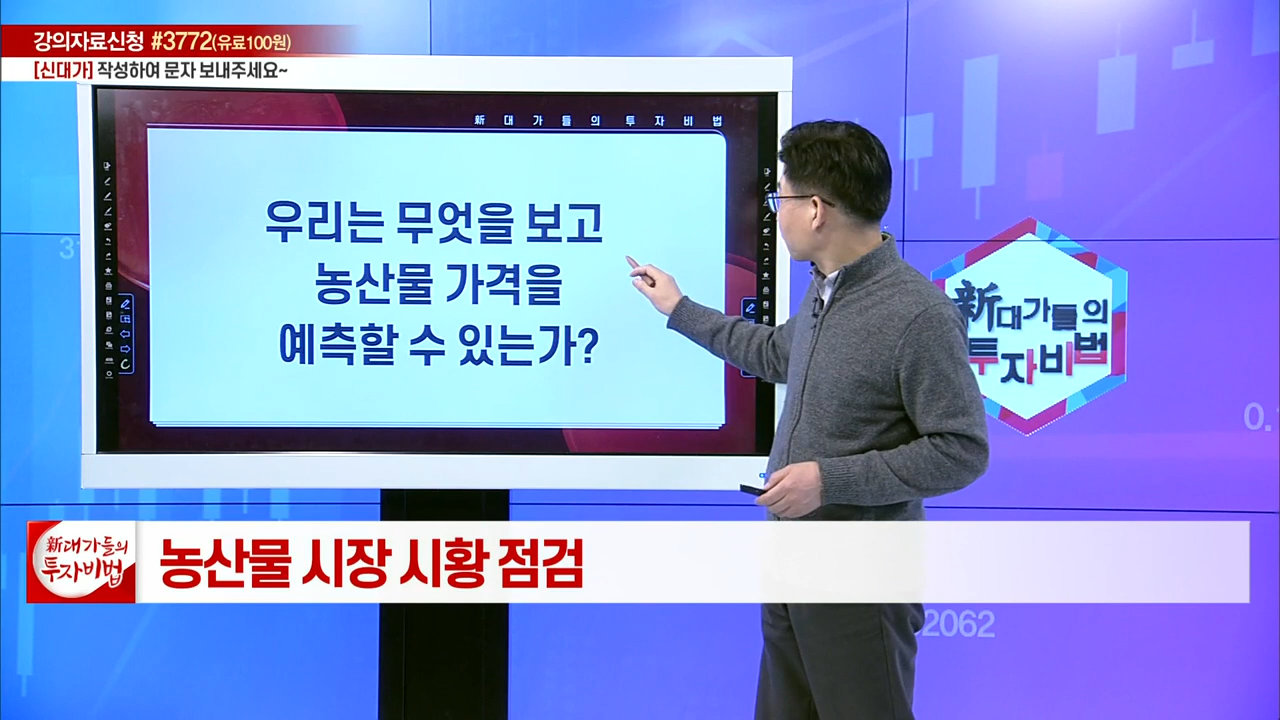 강의자료신청 #3772(유료100원)
[신대가] 작성하여 문자 보내주세요~
新 대 가 들 의 투 자 비 법
우리는 무엇을 보고
농산물 가격을
예측할 수 있는가?
新대가들의
투자비법
0.
2062
新대가들의
투자비법
농산물 시장 시황 점검